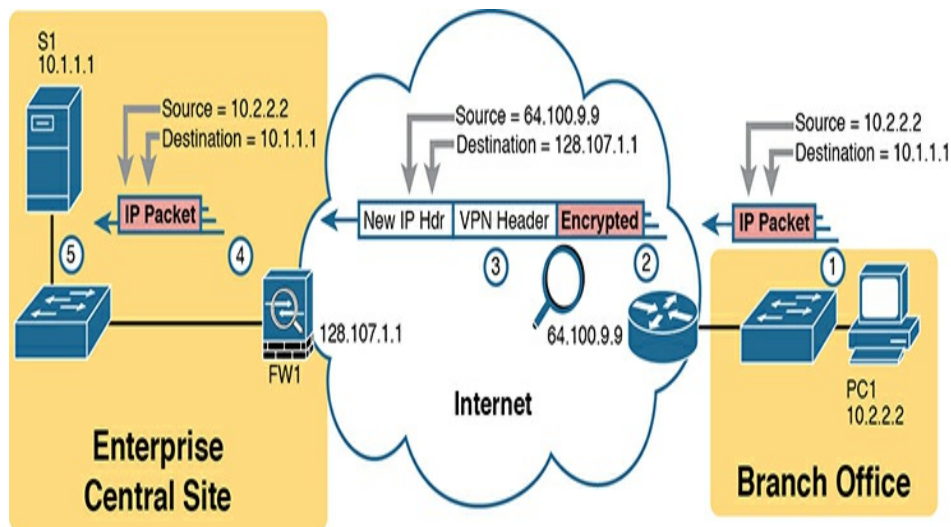 S1
10.1.1.1
Source = 10.2.2.2
Destination = 10.1.1.1
IP Packet
5
4
128.107.1.1
FW1
Enterprise
Central Site
Source = 64.100.9.9
Destination = 128.107.1.1
New IP Hdr
VPN Header
Encrypted
3
2
64.100.9.9
Internet
Source = 10.2.2.2
Destination = 10.1.1.1
IP Packet
1
PC1
10.2.2.2
Branch Office